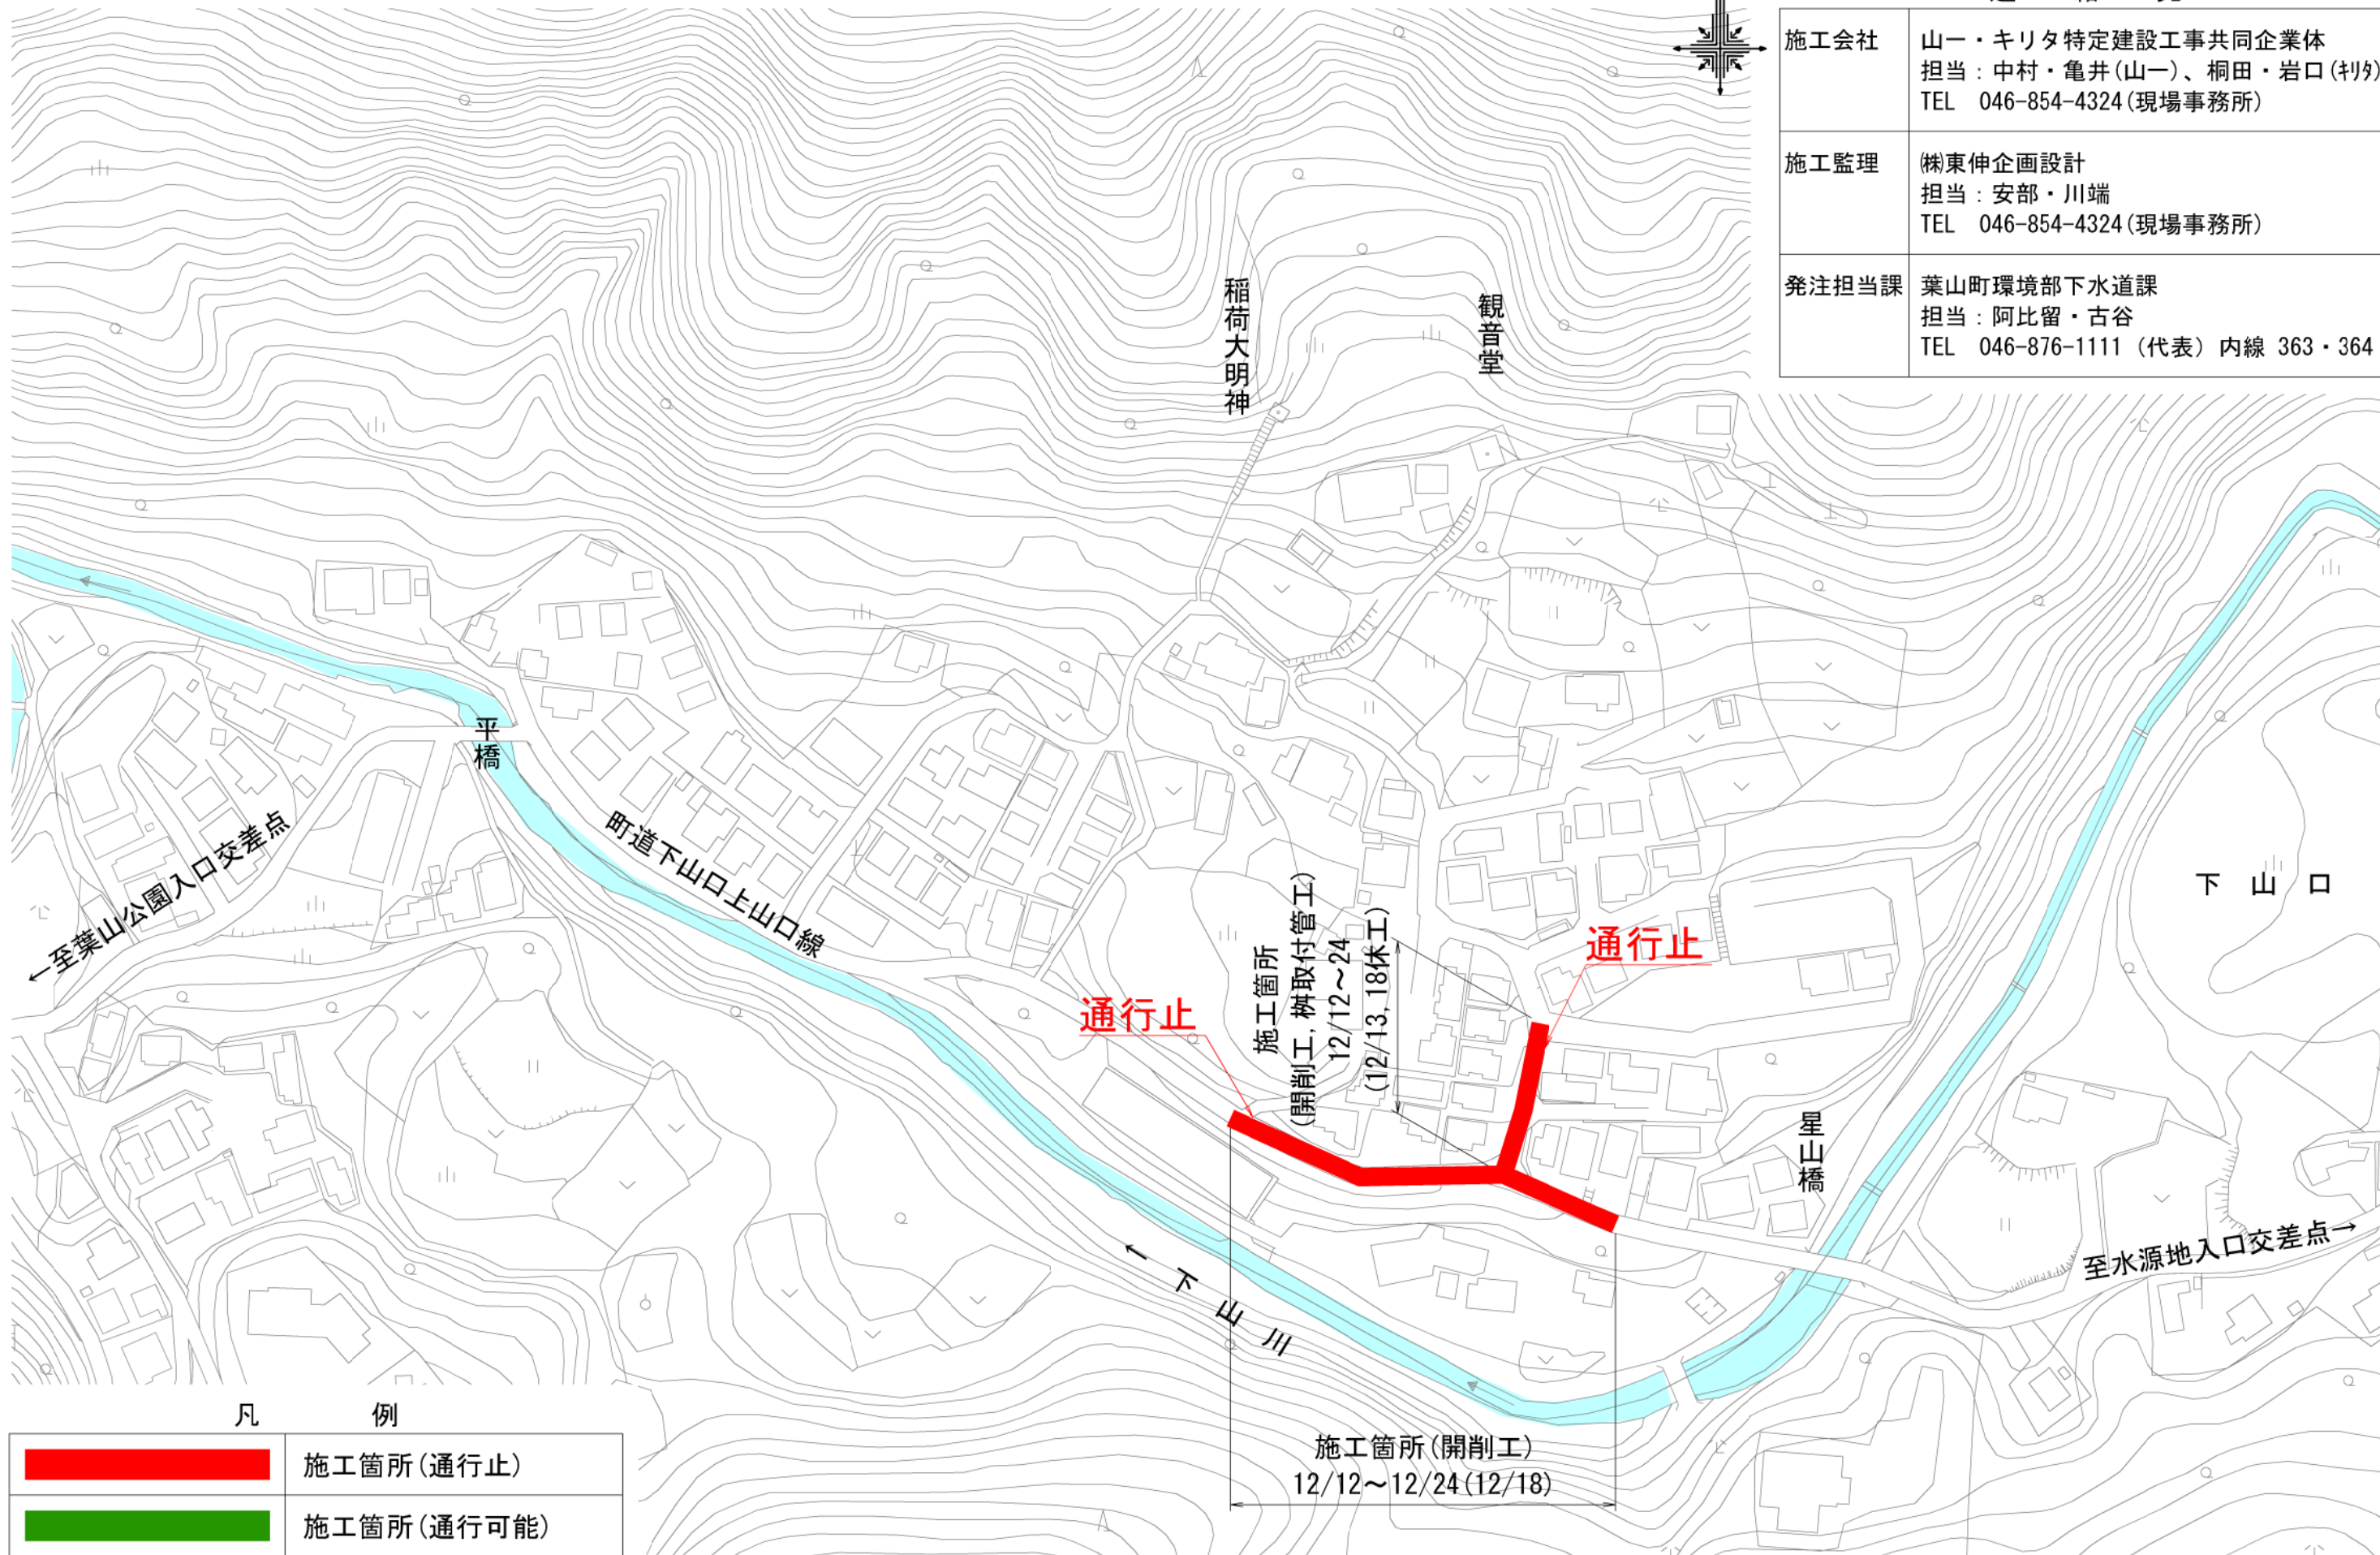 施工会社
山一・キリタ特定建設工事共同企業体
担当：中村・亀井(山一)、桐田・岩口(ｷﾘﾀ)
TEL 046-854-4324(現場事務所)
施工監理
㈱東伸企画設計
担当：安部・川端
TEL 046-854-4324(現場事務所)
発注担当課
葉山町環境部下水道課
担当：阿比留・古谷
TEL 046-876-1111（代表）内線 363・364
稲荷大明神
観音堂
平橋
←至葉山公園入口交差点
町道下山口上山口線
下山口
通行止
施工箇所
(開削工,桝取付管工)
12/12～24
(12/13,18休工)
通行止
星山橋
至水源地入口交差点→
←下山川
施工箇所(開削工)
12/12～12/24(12/18)
凡例
施工箇所(通行止)
施工箇所(通行可能)